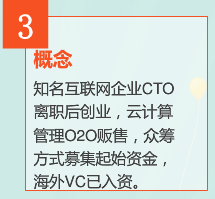 3
概念
知名互联网企业CTO
离职后创业，云计算
管理O2O贩售，众筹
方式募集起始资金，
海外VC已入资。